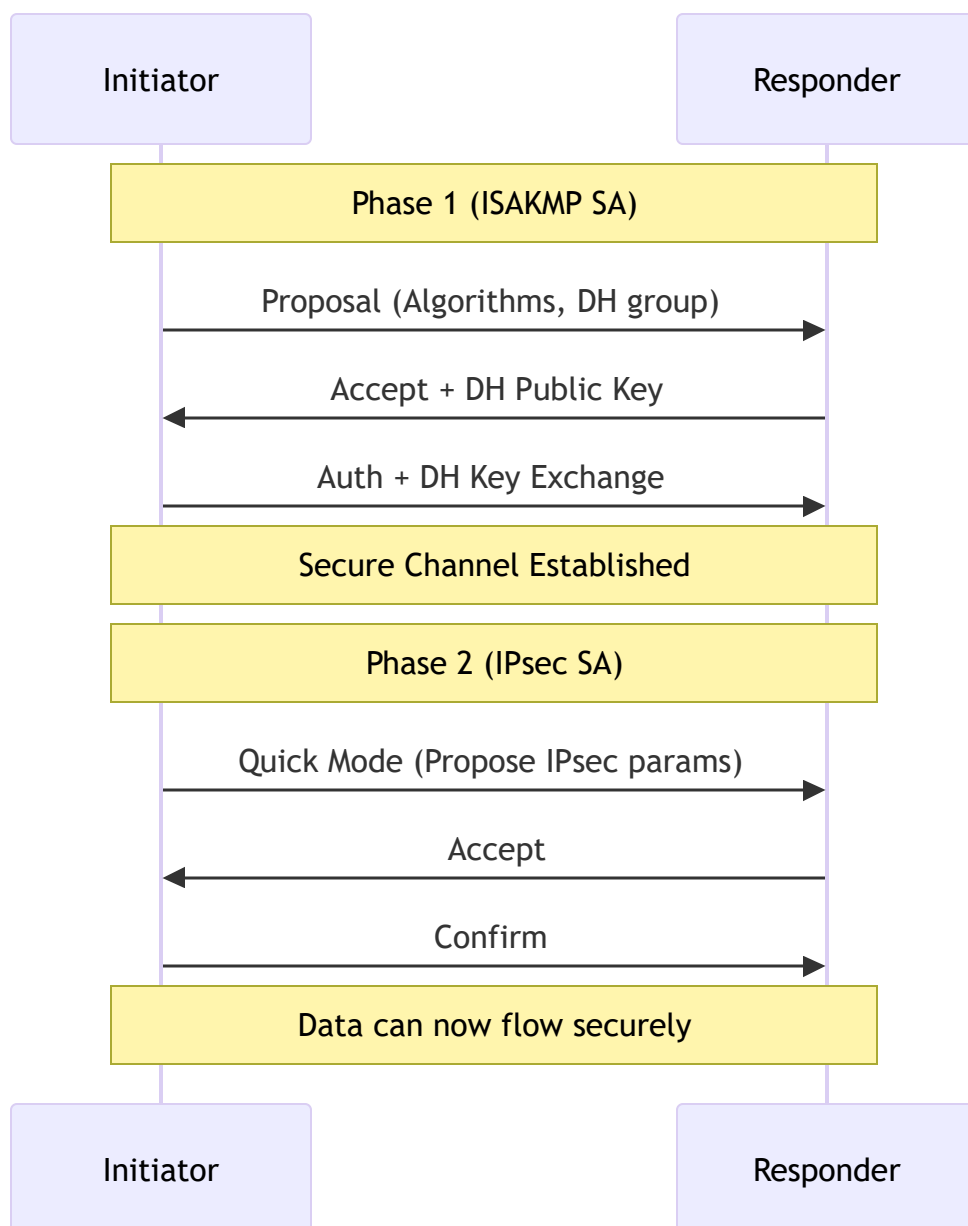 Initiator
Responder
Phase 1 (ISAKMP SA)
Proposal (Algorithms, DH group)
Accept + DH Public Key
Auth + DH Key Exchange
Secure Channel Established
Phase 2 (IPsec SA)
Quick Mode (Propose IPsec params)
Accept
Confirm
Data can now flow securely
Initiator
Responder